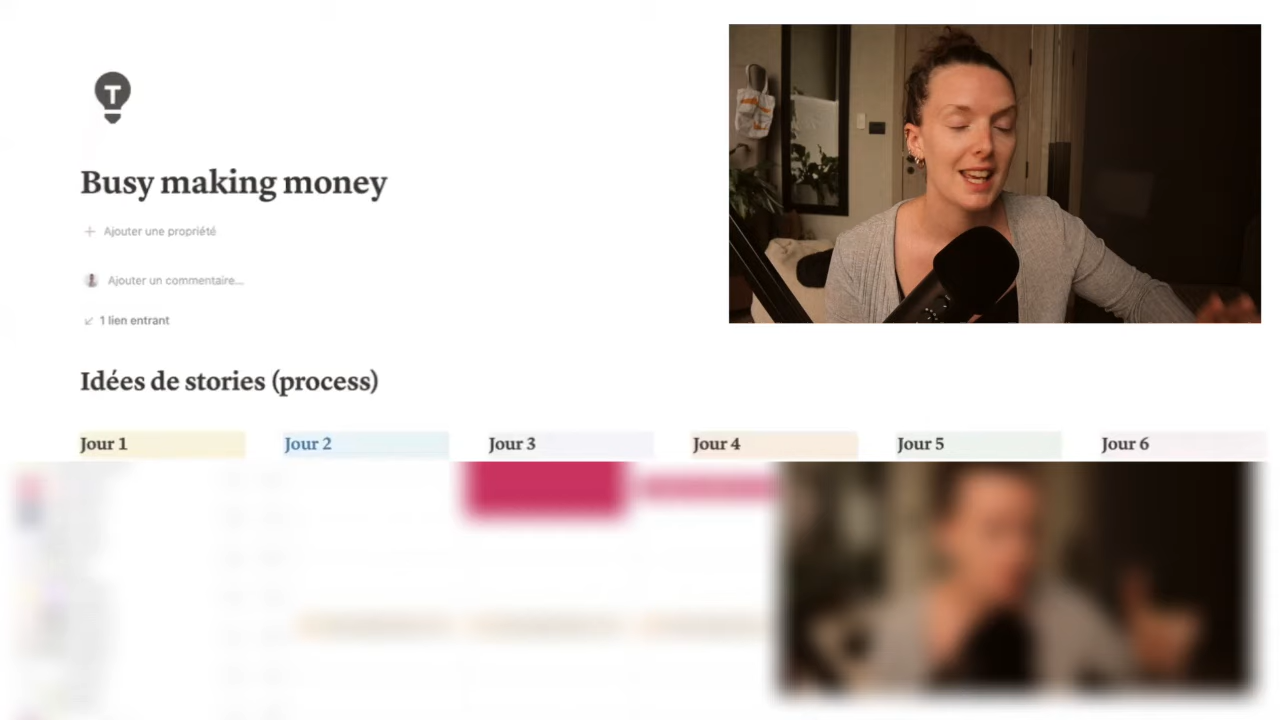 T
Busy making money
Ajouter une propriété
Ajouter un commentaire...
1 lien entrant
Idées de stories (process)
Jour 1 Jour 2 Jour 3 Jour 4 Jour 5 Jour 6